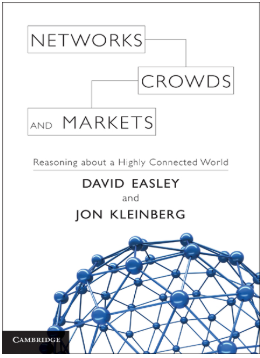 NETWORKS
CROWDS
AND MARKETS
Reasoning about a Highly Connected World
DAVID EASLEY
and
JON KLEINBERG
CAMBRIDGE